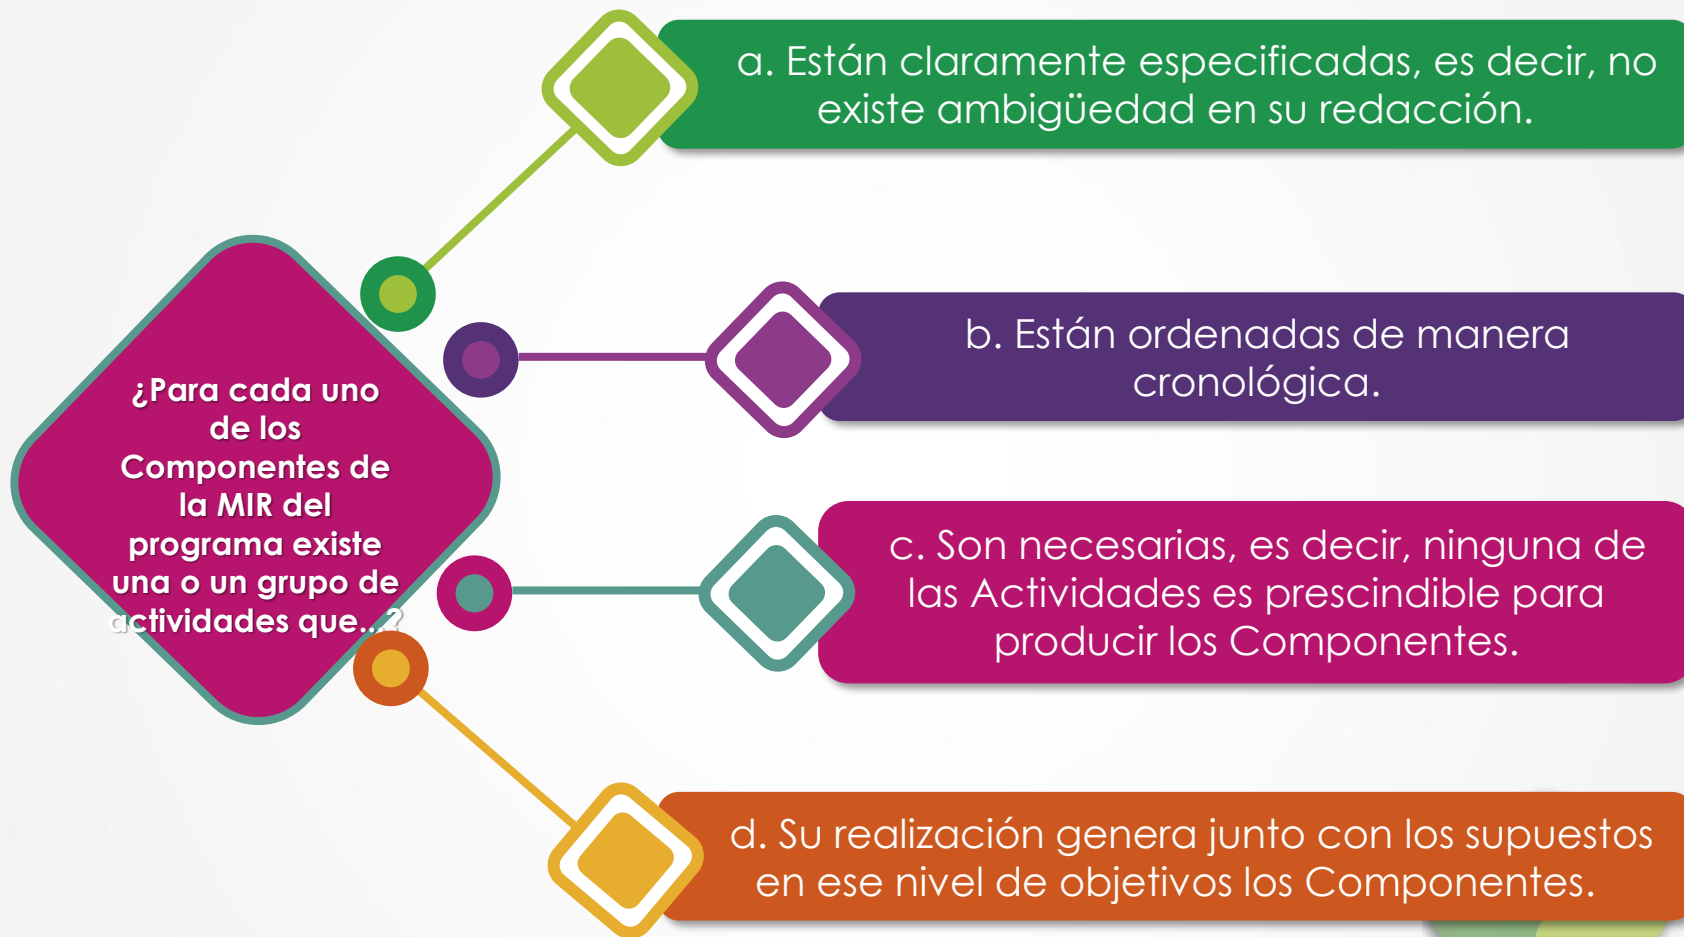 a. Están claramente especificadas, es decir, no
existe ambigüedad en su redacción.
¿Para cada uno
de los
Componentes de
la MIR del
programa existe
una o un grupo de
actividades que...?
b. Están ordenadas de manera
cronológica.
c. Son necesarias, es decir, ninguna de
las Actividades es prescindible para
producir los Componentes.
d. Su realización genera junto con los supuestos
en ese nivel de objetivos los Componentes.